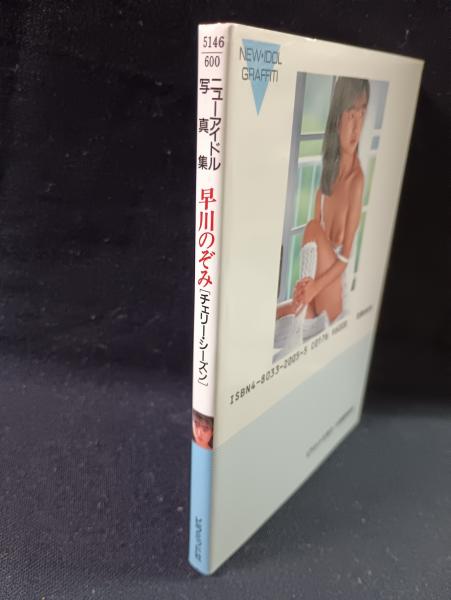 5146
600
ニューアイドル
写真集
早川のぞみ
[チェリー・シーズン]
NEW•IDOL
GRAFFITI
ISBN4-8033-2005-5 C0176 ¥600E